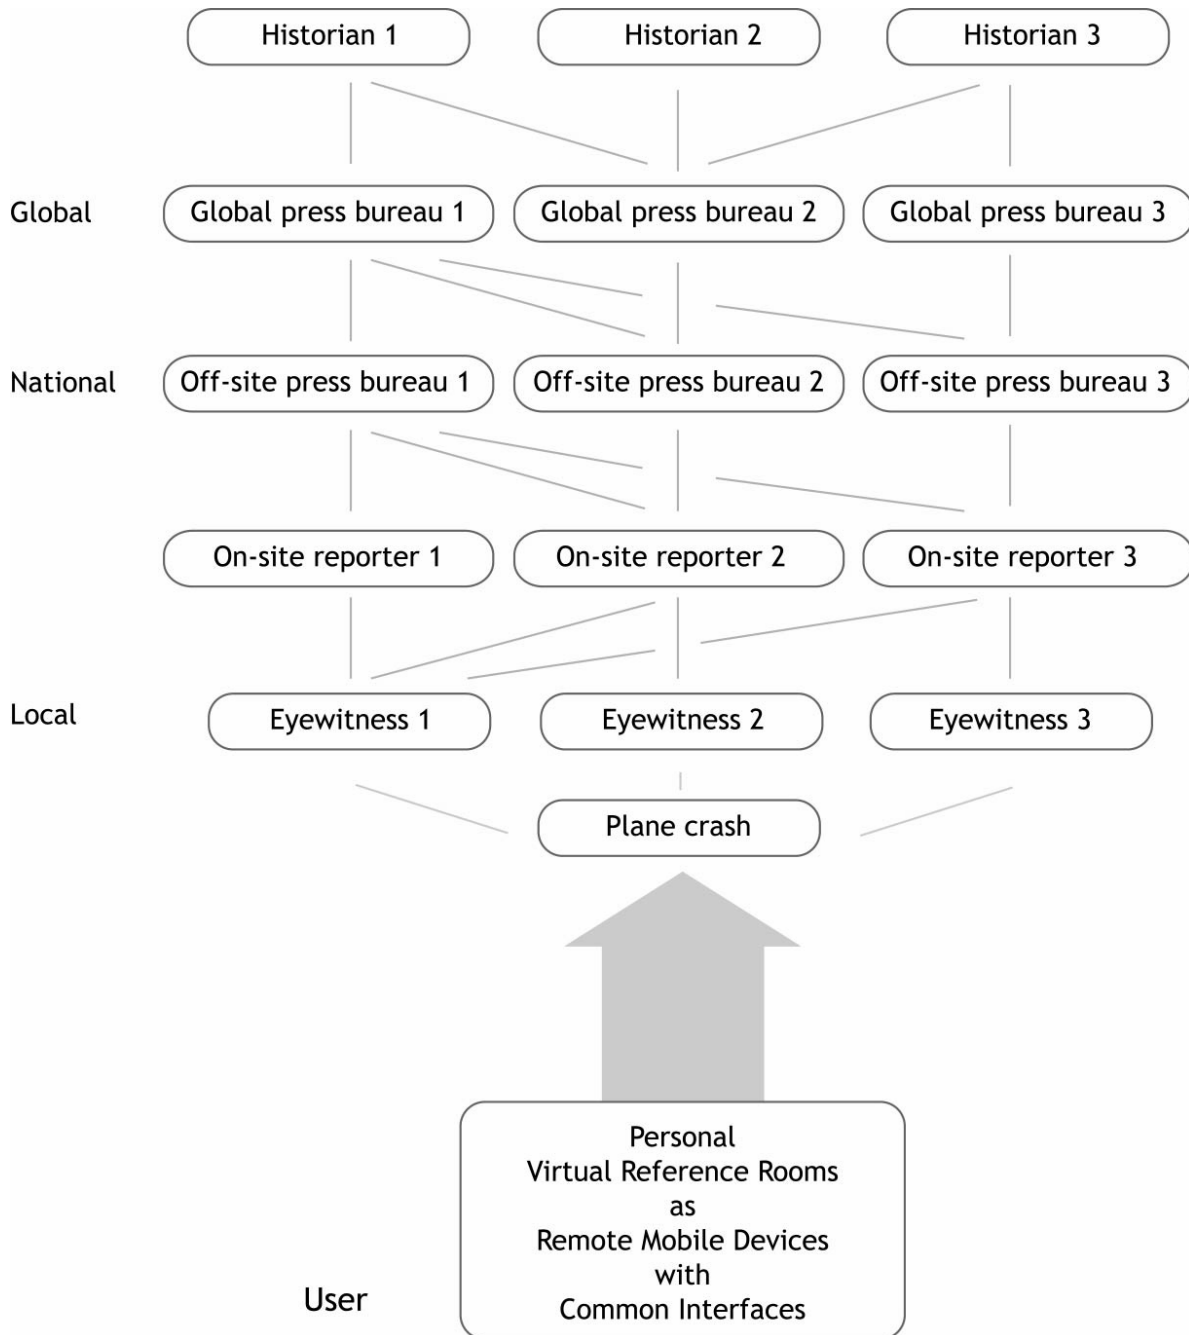 Historian 1
Historian 2
Historian 3
Global
Global press bureau 1
Global press bureau 2
Global press bureau 3
National
Off-site press bureau 1
Off-site press bureau 2
Off-site press bureau 3
On-site reporter 1
On-site reporter 2
On-site reporter 3
Local
Eyewitness 1
Eyewitness 2
Eyewitness 3
Plane crash
Personal
Virtual Reference Rooms
as
Remote Mobile Devices
with
Common Interfaces
User